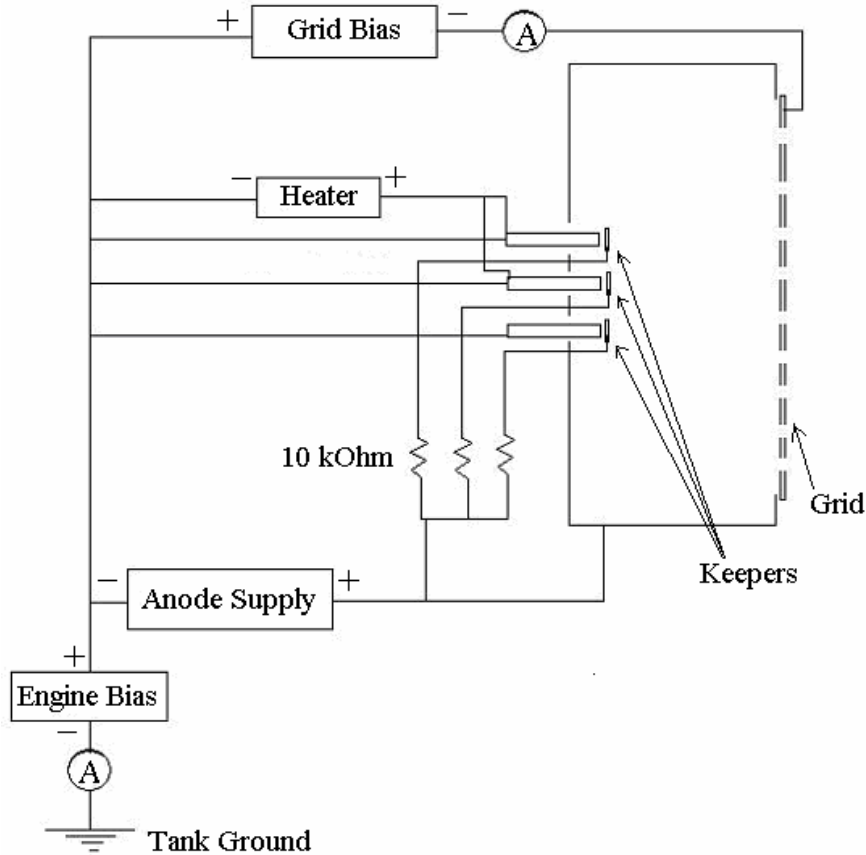 + Grid Bias −
A
− Heater +
10 kOhm
Grid
Keepers
− Anode Supply +
+
Engine Bias
−
A
Tank Ground